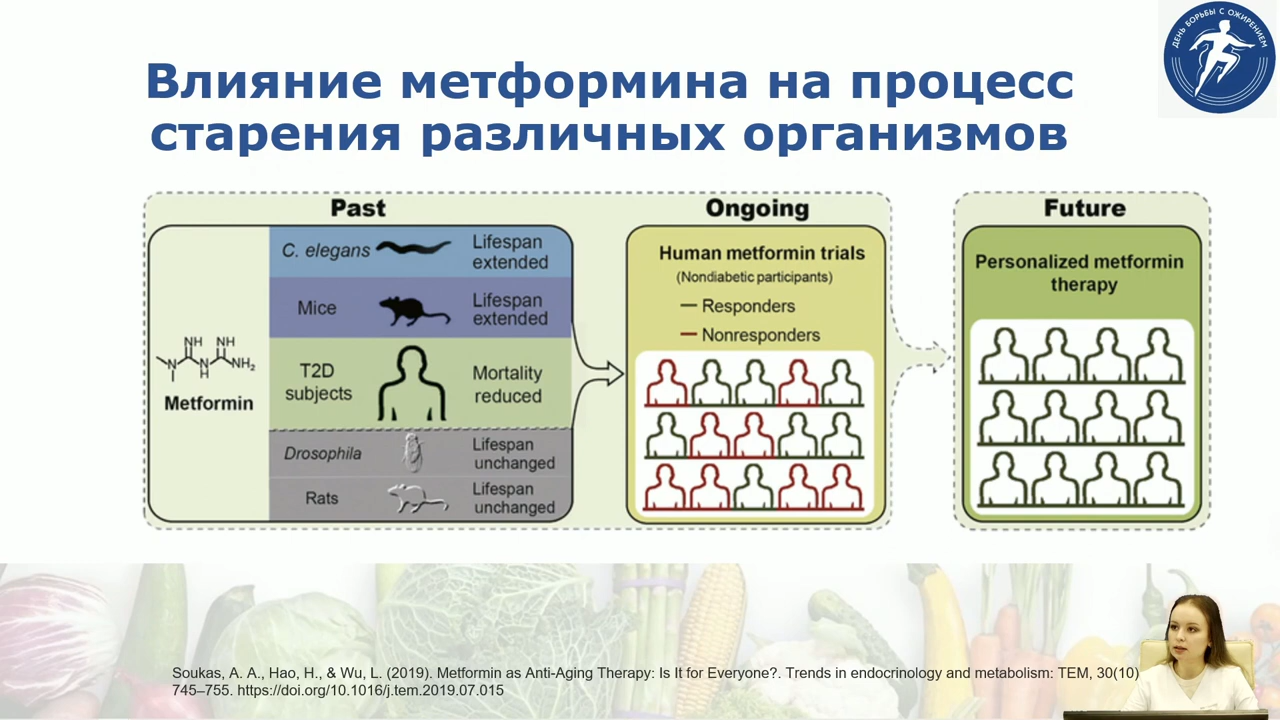 ДЕНЬ БОРЬБЫ С ОЖИРЕНИЕМ
Влияние метформина на процесс
старения различных организмов
Past
C. elegans
Lifespan
extended
Mice
Lifespan
extended
T2D
subjects
Mortality
reduced
Drosophila
Lifespan
unchanged
Rats
Lifespan
unchanged
NH NH
N N NH₂
H
Metformin
Ongoing
Human metformin trials
(Nondiabetic participants)
Responders
Nonresponders
Future
Personalized metformin
therapy
Soukas, A. A., Hao, H., & Wu, L. (2019). Metformin as Anti-Aging Therapy: Is It for Everyone?. Trends in endocrinology and metabolism: TEM, 30(10)
745–755. https://doi.org/10.1016/j.tem.2019.07.015